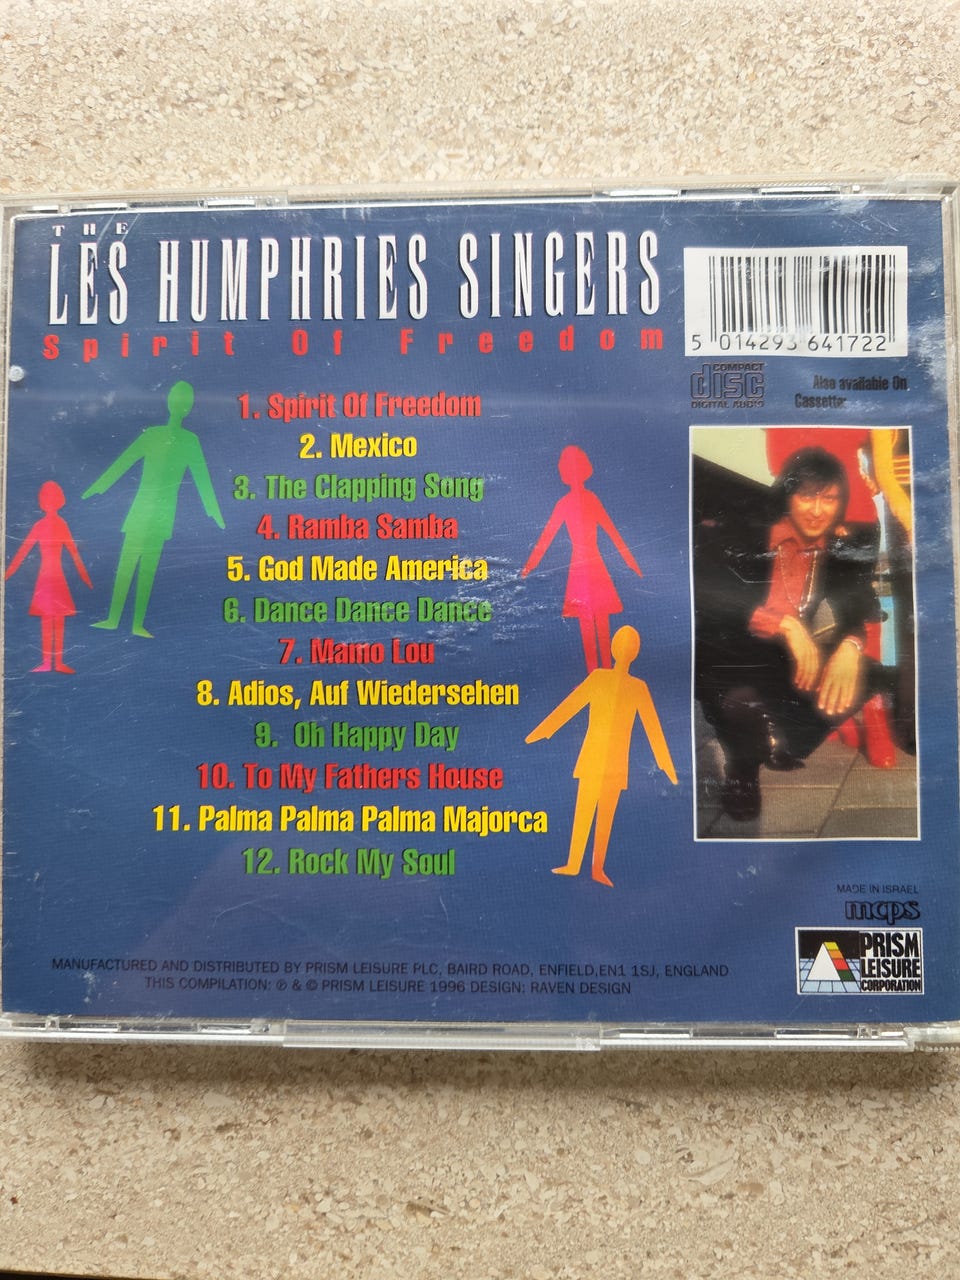 THE
LES HUMPHRIES SINGERS
Spirit Of Freedom
5 014293 641722
COMPACT
disc
DIGITAL AUDIO
Also available On
Cassette
1. Spirit Of Freedom
2. Mexico
3. The Clapping Song
4. Ramba Samba
5. God Made America
6. Dance Dance Dance
7. Mamo Lou
8. Adios, Auf Wiedersehen
9. Oh Happy Day
10. To My Fathers House
11. Palma Palma Palma Majorca
12. Rock My Soul
MADE IN ISRAEL
mcps
PRISM
LEISURE
CORPORATION
MANUFACTURED AND DISTRIBUTED BY PRISM LEISURE PLC, BAIRD ROAD, ENFIELD,EN1 1SJ, ENGLAND
THIS COMPILATION: ℗ & © PRISM LEISURE 1996 DESIGN: RAVEN DESIGN